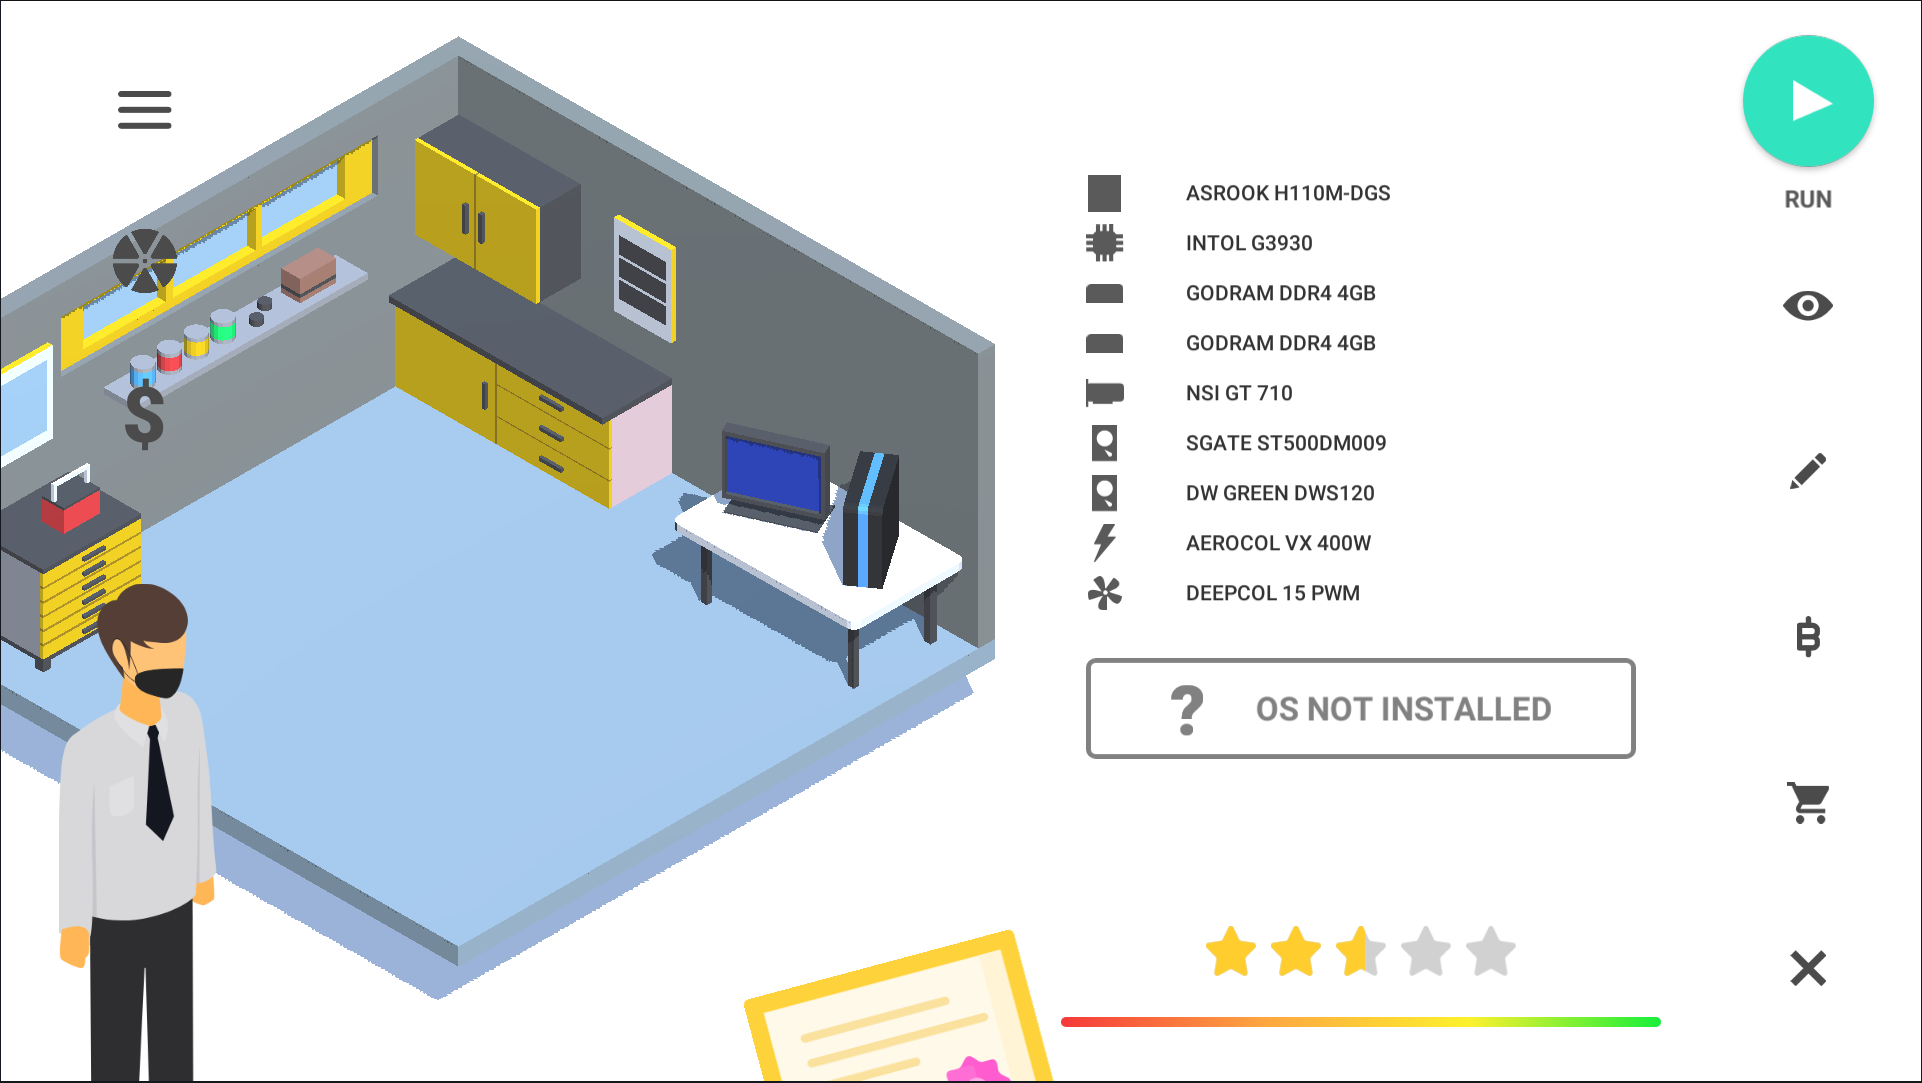 RUN
ASROOK H110M-DGS
INTOL G3930
GODRAM DDR4 4GB
GODRAM DDR4 4GB
NSI GT 710
SGATE ST500DM009
DW GREEN DWS120
AEROCOL VX 400W
DEEPCOL 15 PWM
? OS NOT INSTALLED
$